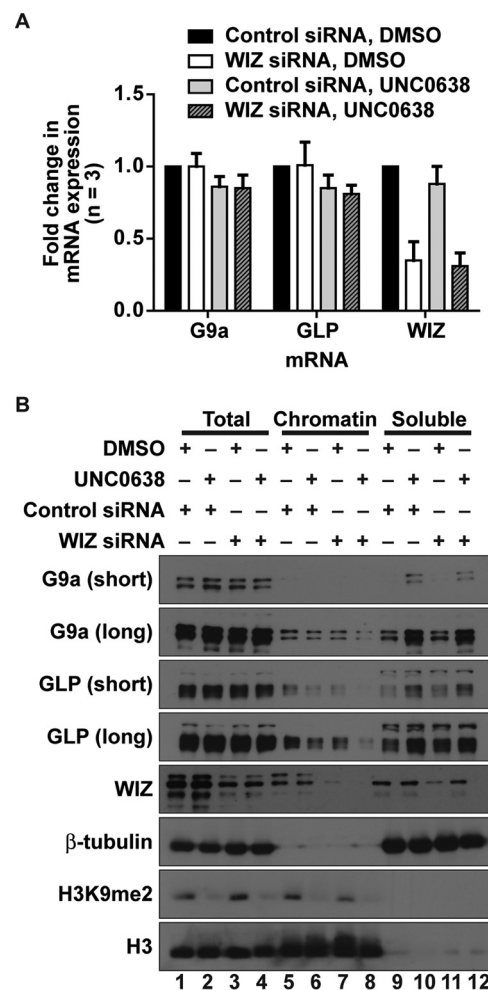 A
Control siRNA, DMSO
WIZ siRNA, DMSO
Control siRNA, UNC0638
WIZ siRNA, UNC0638
Fold change in
mRNA expression
(n = 3)
1.5
1.0
0.5
0.0
G9a GLP WIZ
mRNA
B
Total Chromatin Soluble
DMSO + – + – + – + – + – + –
UNC0638 – + – + – + – + – + – +
Control siRNA + + – – + + – – + + – –
WIZ siRNA – – + + – – + + – – + +
G9a (short)
G9a (long)
GLP (short)
GLP (long)
WIZ
β-tubulin
H3K9me2
H3
1 2 3 4 5 6 7 8 9 10 11 12